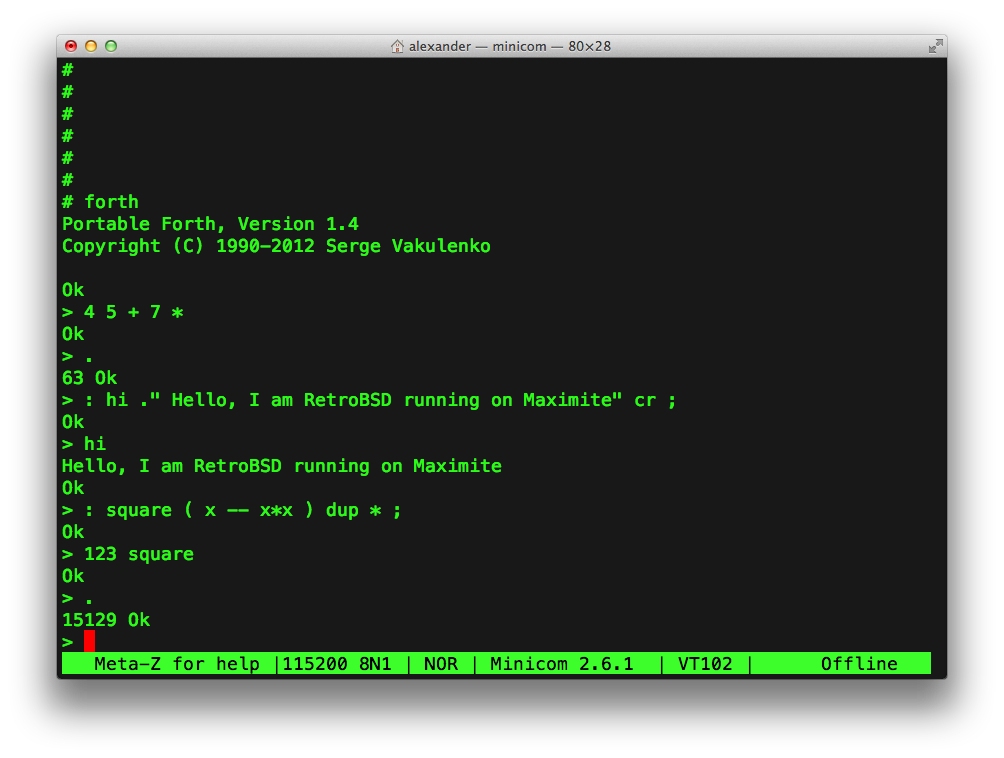 alexander — minicom — 80×28
#
#
#
#
#
#
# forth
Portable Forth, Version 1.4
Copyright (C) 1990-2012 Serge Vakulenko
Ok
> 4 5 + 7 *
Ok
> .
63 Ok
> : hi ." Hello, I am RetroBSD running on Maximite" cr ;
Ok
> hi
Hello, I am RetroBSD running on Maximite
Ok
> : square ( x -- x*x ) dup * ;
Ok
> 123 square
Ok
> .
15129 Ok
>
Meta-Z for help |115200 8N1 | NOR | Minicom 2.6.1 | VT102 | Offline